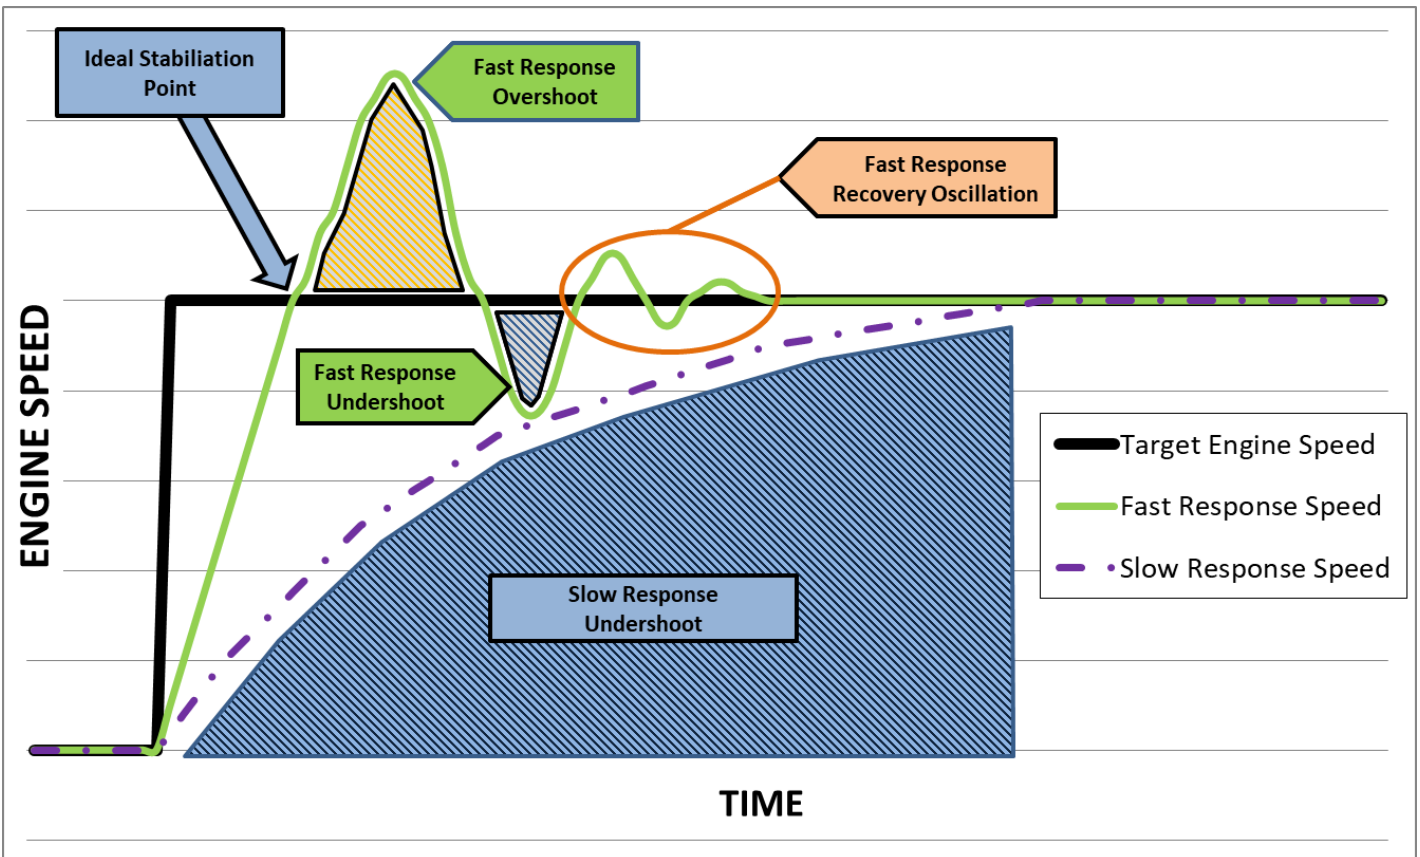 Ideal Stabiliation
Point
Fast Response
Overshoot
Fast Response
Recovery Oscillation
ENGINE SPEED
Fast Response
Undershoot
Target Engine Speed
Fast Response Speed
Slow Response Speed
Slow Response
Undershoot
TIME